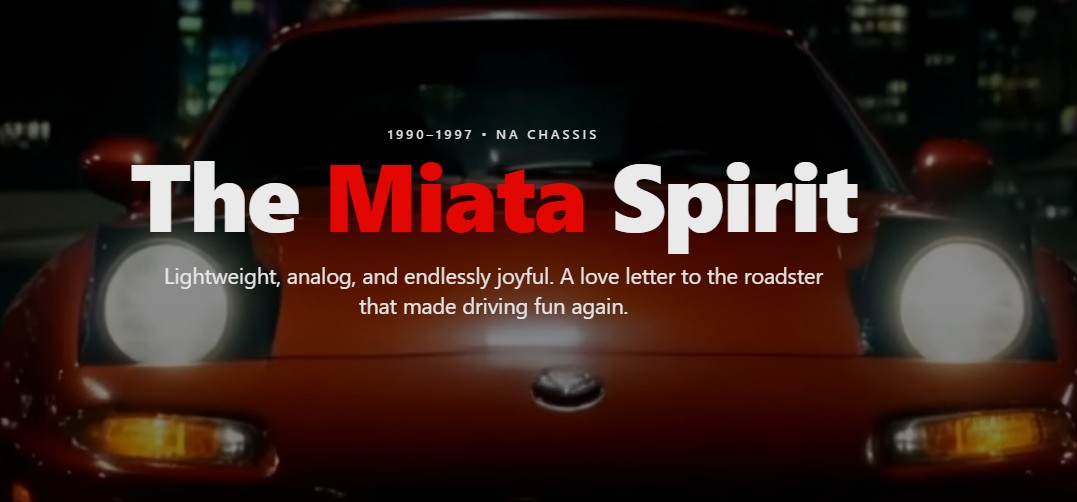 1990–1997 • NA CHASSIS
The Miata Spirit
Lightweight, analog, and endlessly joyful. A love letter to the roadster
that made driving fun again.